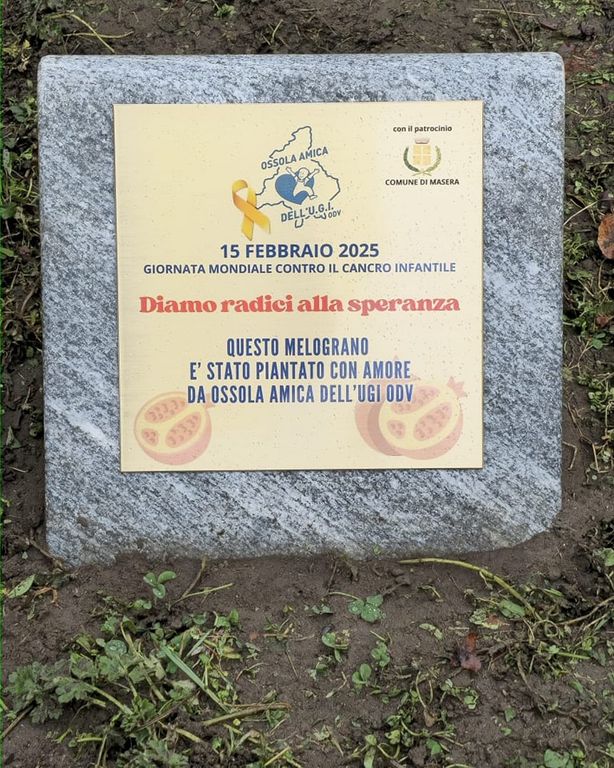 con il patrocinio
COMUNE DI MASERA
OSSOLA AMICA
DELL'U.G.I. ODV
15 FEBBRAIO 2025
GIORNATA MONDIALE CONTRO IL CANCRO INFANTILE
Diamo radici alla speranza
QUESTO MELOGRANO
E' STATO PIANTATO CON AMORE
DA OSSOLA AMICA DELL'UGI ODV